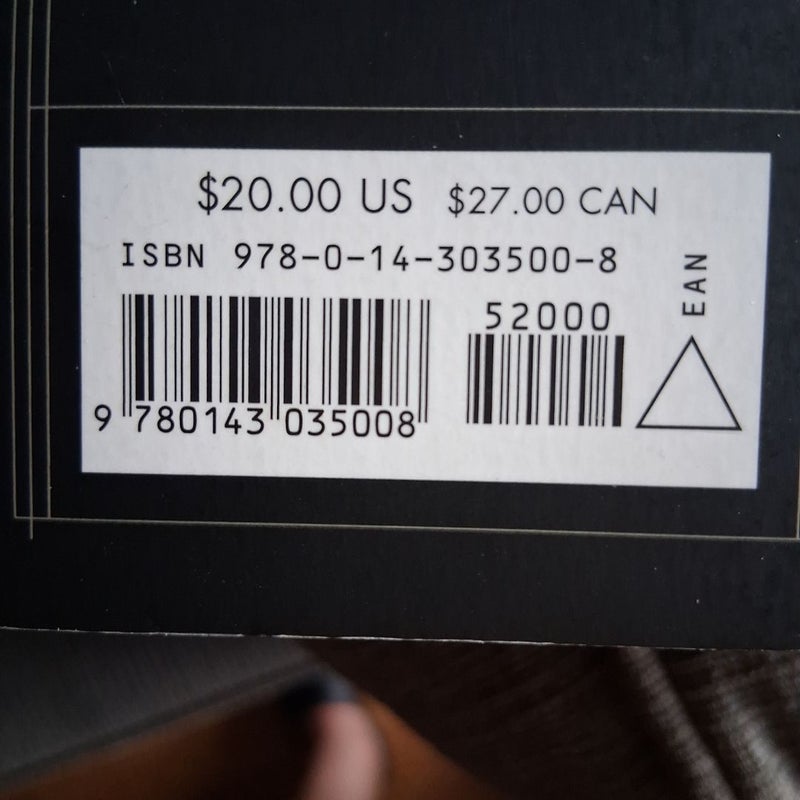 $20.00 US $27.00 CAN
ISBN 978-0-14-303500-8
EAN
52000
9 780143 035008